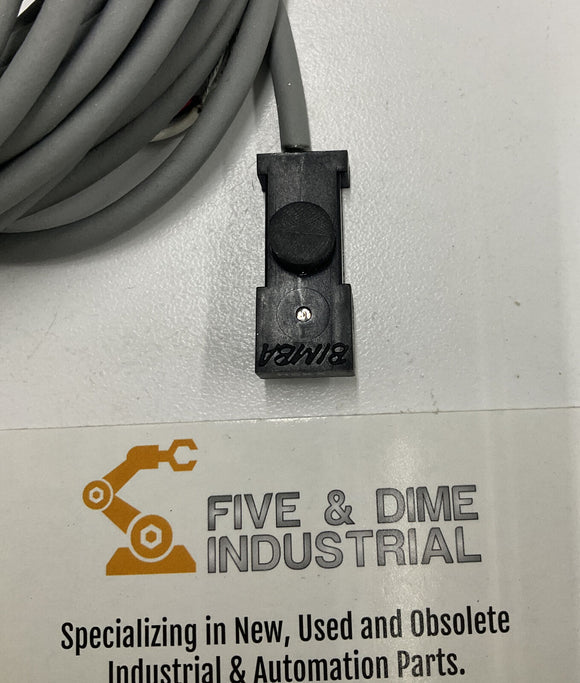 BIMBA
FIVE & DIME
INDUSTRIAL
Specializing in New, Used and Obsolete
Industrial & Automation Parts.